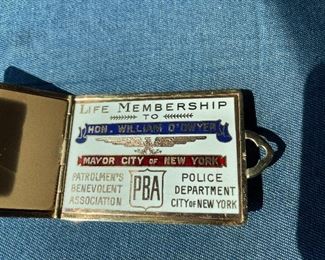 LIFE MEMBERSHIP
TO
HON. WILLIAM O'DWYER
MAYOR CITY OF NEW YORK
PATROLMEN'S
BENEVOLENT
ASSOCIATION
PBA
POLICE
DEPARTMENT
CITY OF NEW YORK